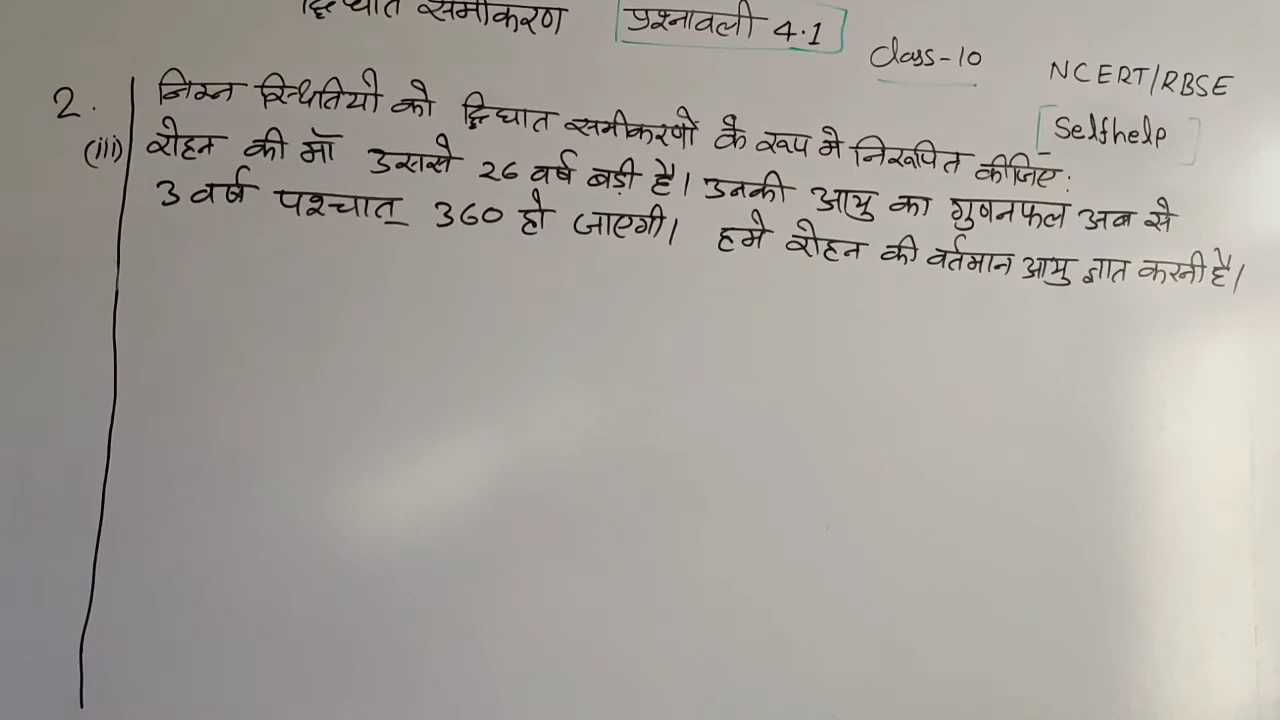 द्विघात समीकरण प्रश्नावली 4.1
Class-10 NCERT/RBSE
Selfhelp
2. निम्न स्थितियों को द्विघात समीकरणों के रूप में निरूपित कीजिए:
(iii) रोहन की माँ उससे 26 वर्ष बड़ी है। उनकी आयु का गुणनफल अब से
3 वर्ष पश्चात् 360 हो जाएगी। हमे रोहन की वर्तमान आयु ज्ञात करनी है।